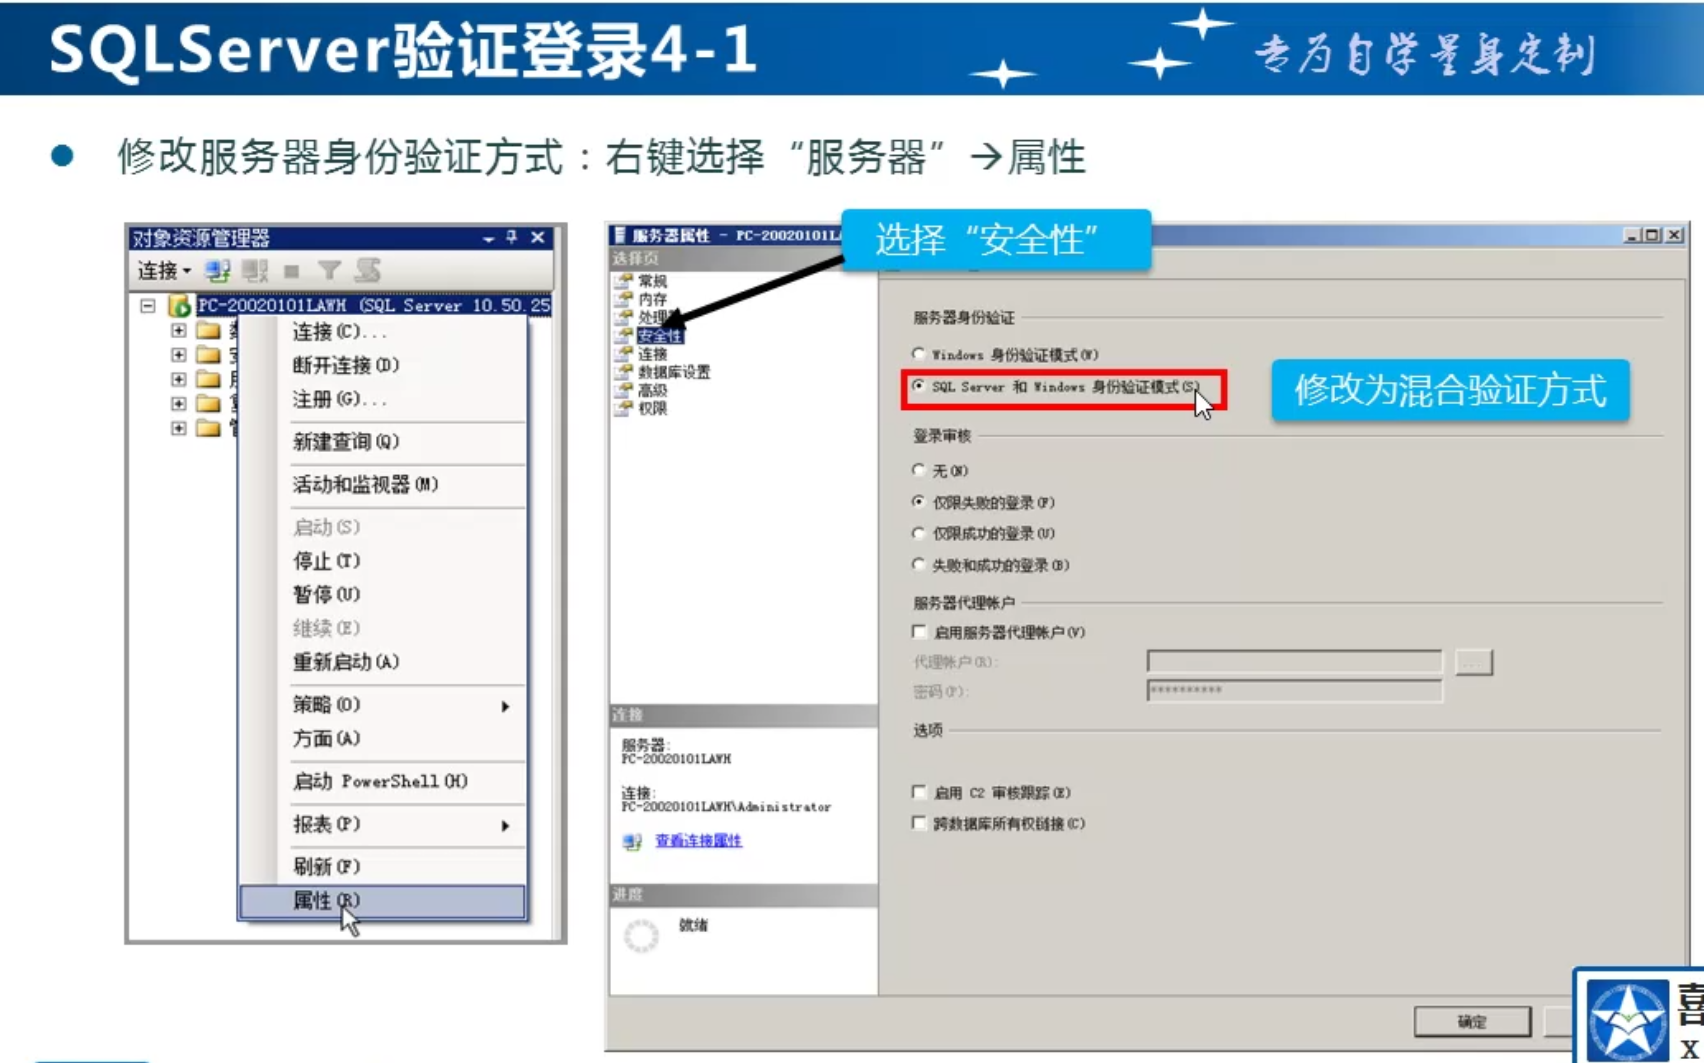 SQLServer验证登录4-1
专为自学量身定制
修改服务器身份验证方式：右键选择“服务器”→属性
对象资源管理器
连接
PC-20020101LAWH (SQL Server 10.50.25
连接(C)...
断开连接(D)
注册(G)...
新建查询(Q)
活动和监视器(M)
启动(S)
停止(T)
暂停(U)
继续(E)
重新启动(A)
策略(O)
方面(A)
启动 PowerShell(H)
报表(P)
刷新(F)
属性(R)
服务器属性 - PC-20020101L
选择“安全性”
选择页
常规
内存
处理
安全性
连接
数据库设置
高级
权限
连接
服务器:
PC-20020101LAWH
连接:
PC-20020101LAWH\Administrator
查看连接属性
进度
就绪
服务器身份验证
Windows 身份验证模式(W)
SQL Server 和 Windows 身份验证模式(S)
修改为混合验证方式
登录审核
无(N)
仅限失败的登录(F)
仅限成功的登录(U)
失败和成功的登录(B)
服务器代理帐户
启用服务器代理帐户(V)
代理帐户(R):
...
密码(P):
**********
选项
启用 C2 审核跟踪(E)
跨数据库所有权链接(C)
确定
喜
X